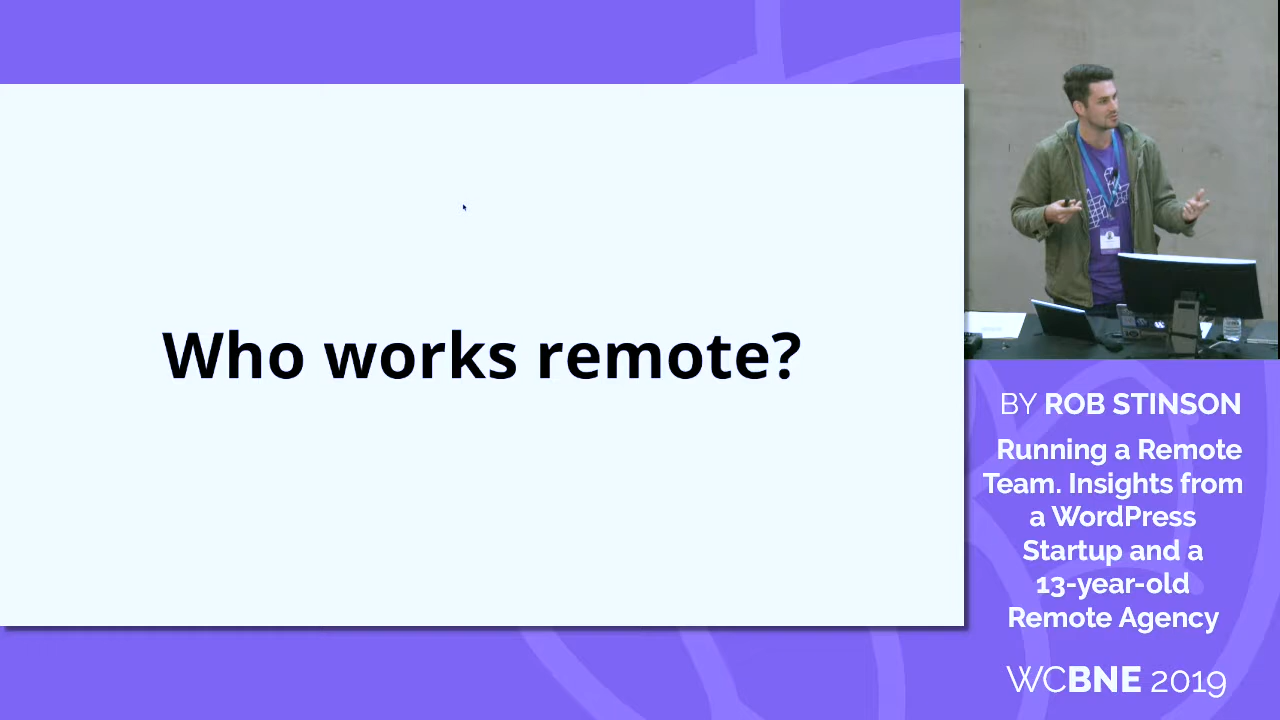 Who works remote?
BY ROB STINSON
Running a Remote
Team. Insights from
a WordPress
Startup and a
13-year-old
Remote Agency
WCBNE 2019